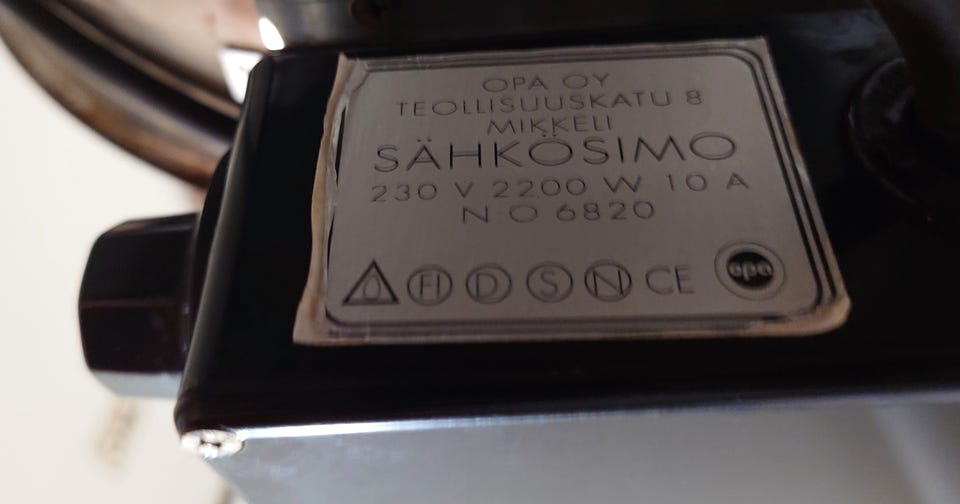 OPA OY
TEOLLISUUSKATU 8
MIKKELI
SÄHKÖSIMO
230 V 2200 W 10 A
N:O 6820
FI D S N CE opa